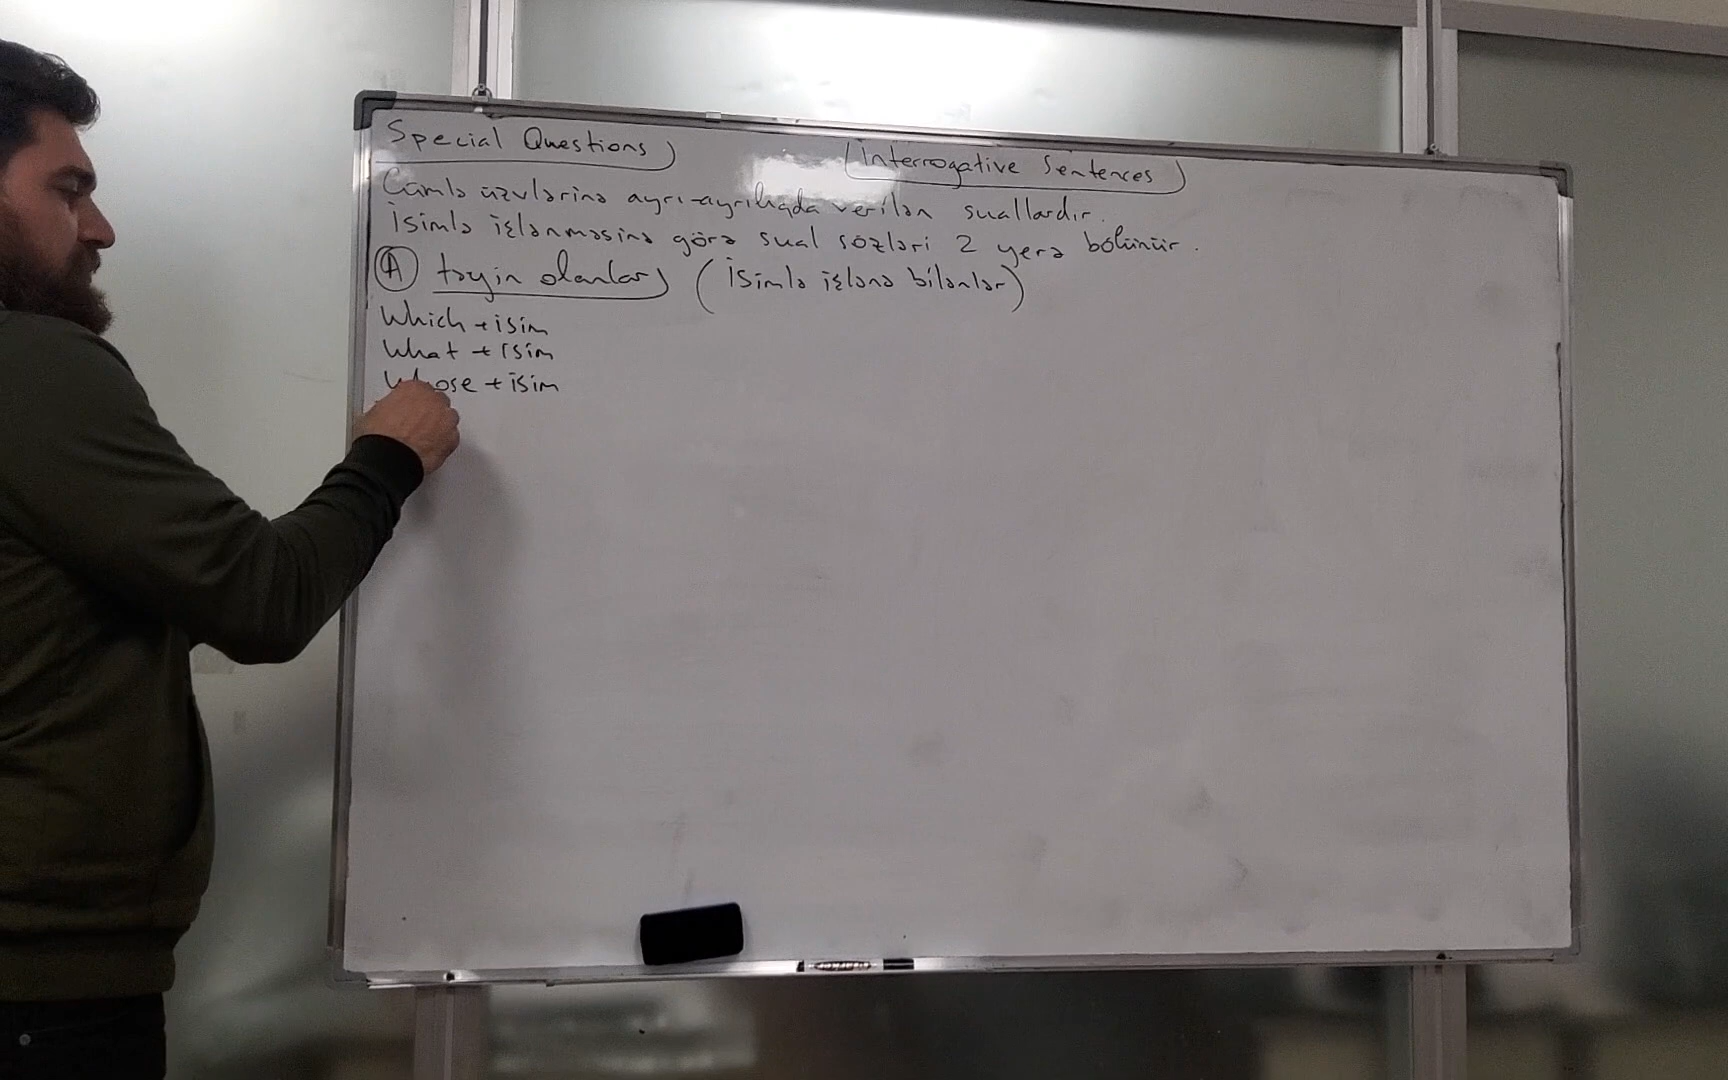 Special Questions
Interrogative Sentences
Cümlə üzvlərinə ayrı-ayrılıqda verilən suallardır.
İsimlə işlənməsinə görə sual sözləri 2 yerə bölünür.
A təyin olanlar (İsimlə işlənə bilənlər)
Which + isim
What + isim
Whose + isim